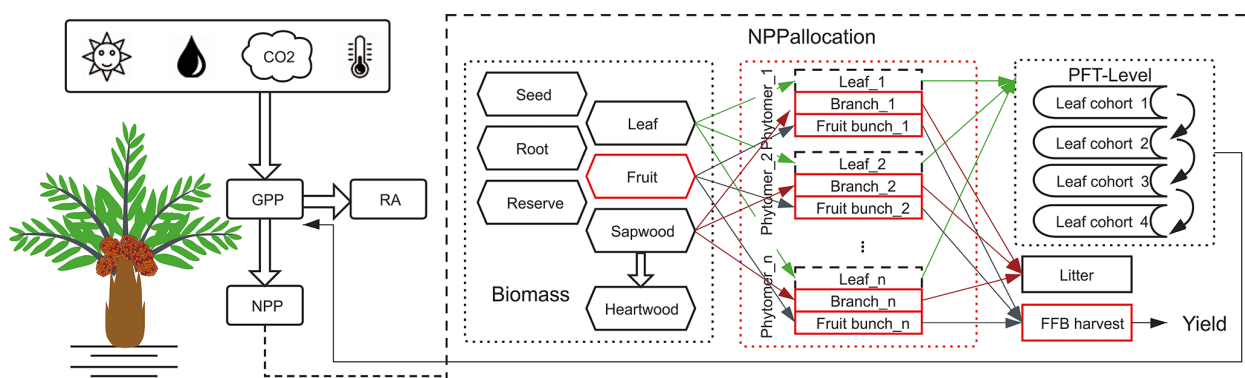 CO2
GPP
RA
NPP
NPPallocation
Seed
Root
Reserve
Leaf
Fruit
Sapwood
Heartwood
Biomass
Phytomer_1
Leaf_1
Branch_1
Fruit bunch_1
Phytomer_2
Leaf_2
Branch_2
Fruit bunch_2
Phytomer_n
Leaf_n
Branch_n
Fruit bunch_n
PFT-Level
Leaf cohort 1
Leaf cohort 2
Leaf cohort 3
Leaf cohort 4
Litter
FFB harvest
Yield